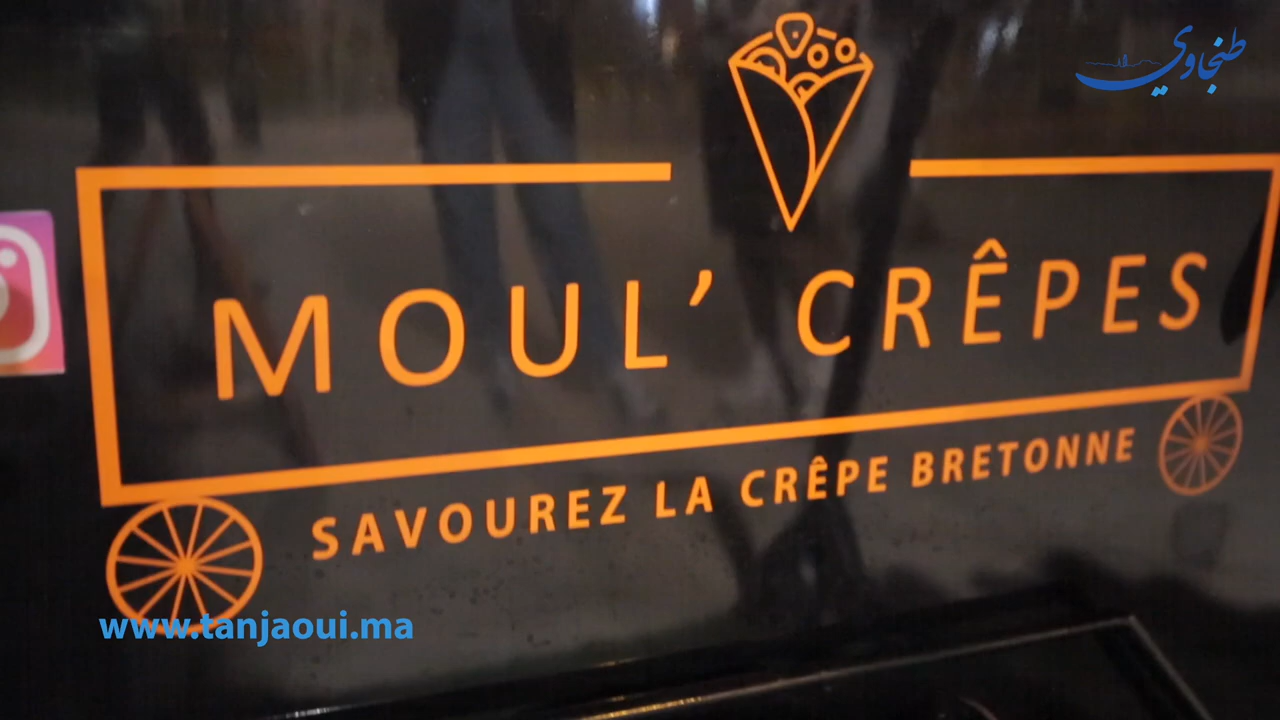 طنجاوي
MOUL' CRÊPES
SAVOUREZ LA CRÊPE BRETONNE
www.tanjaoui.ma